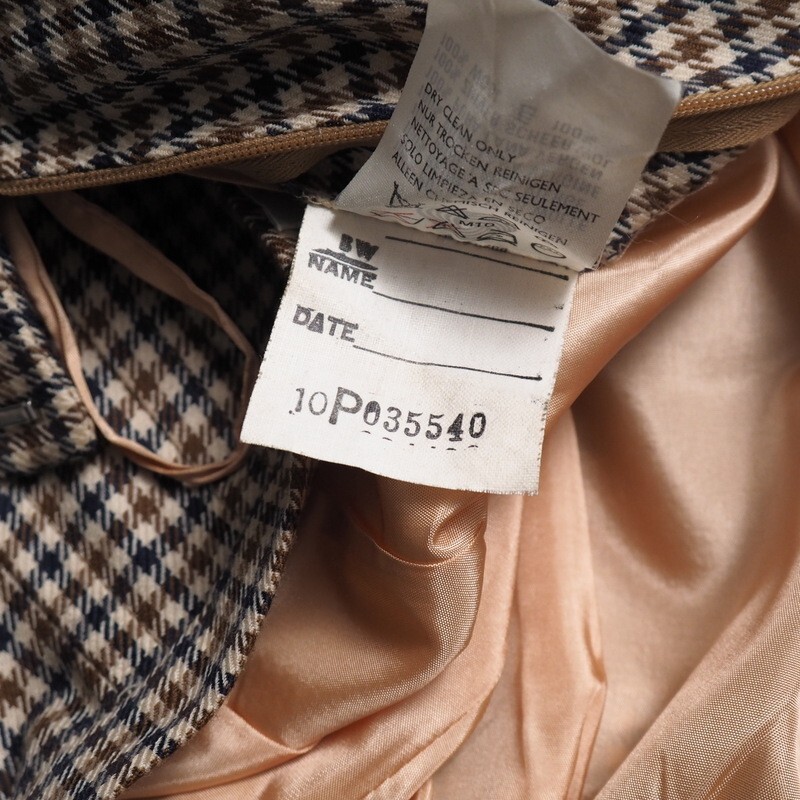 DRY CLEAN ONLY
NUR TROCKEN REINIGEN
NETTOYAGE A SEC SEULEMENT
SOLO LIMPIEZA EN SECO
ALLEEN CHEMISCH REINIGEN
M10
BW
NAME
DATE
10P035540